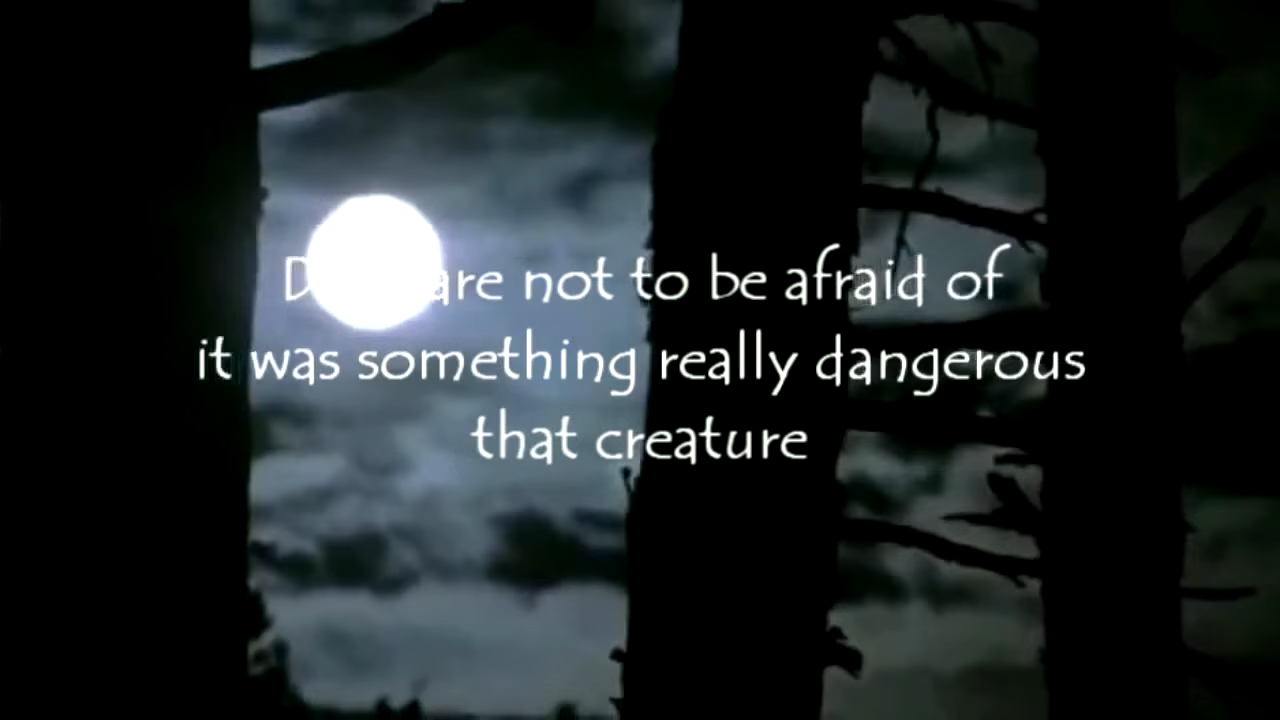 are not to be afraid of
it was something really dangerous
that creature